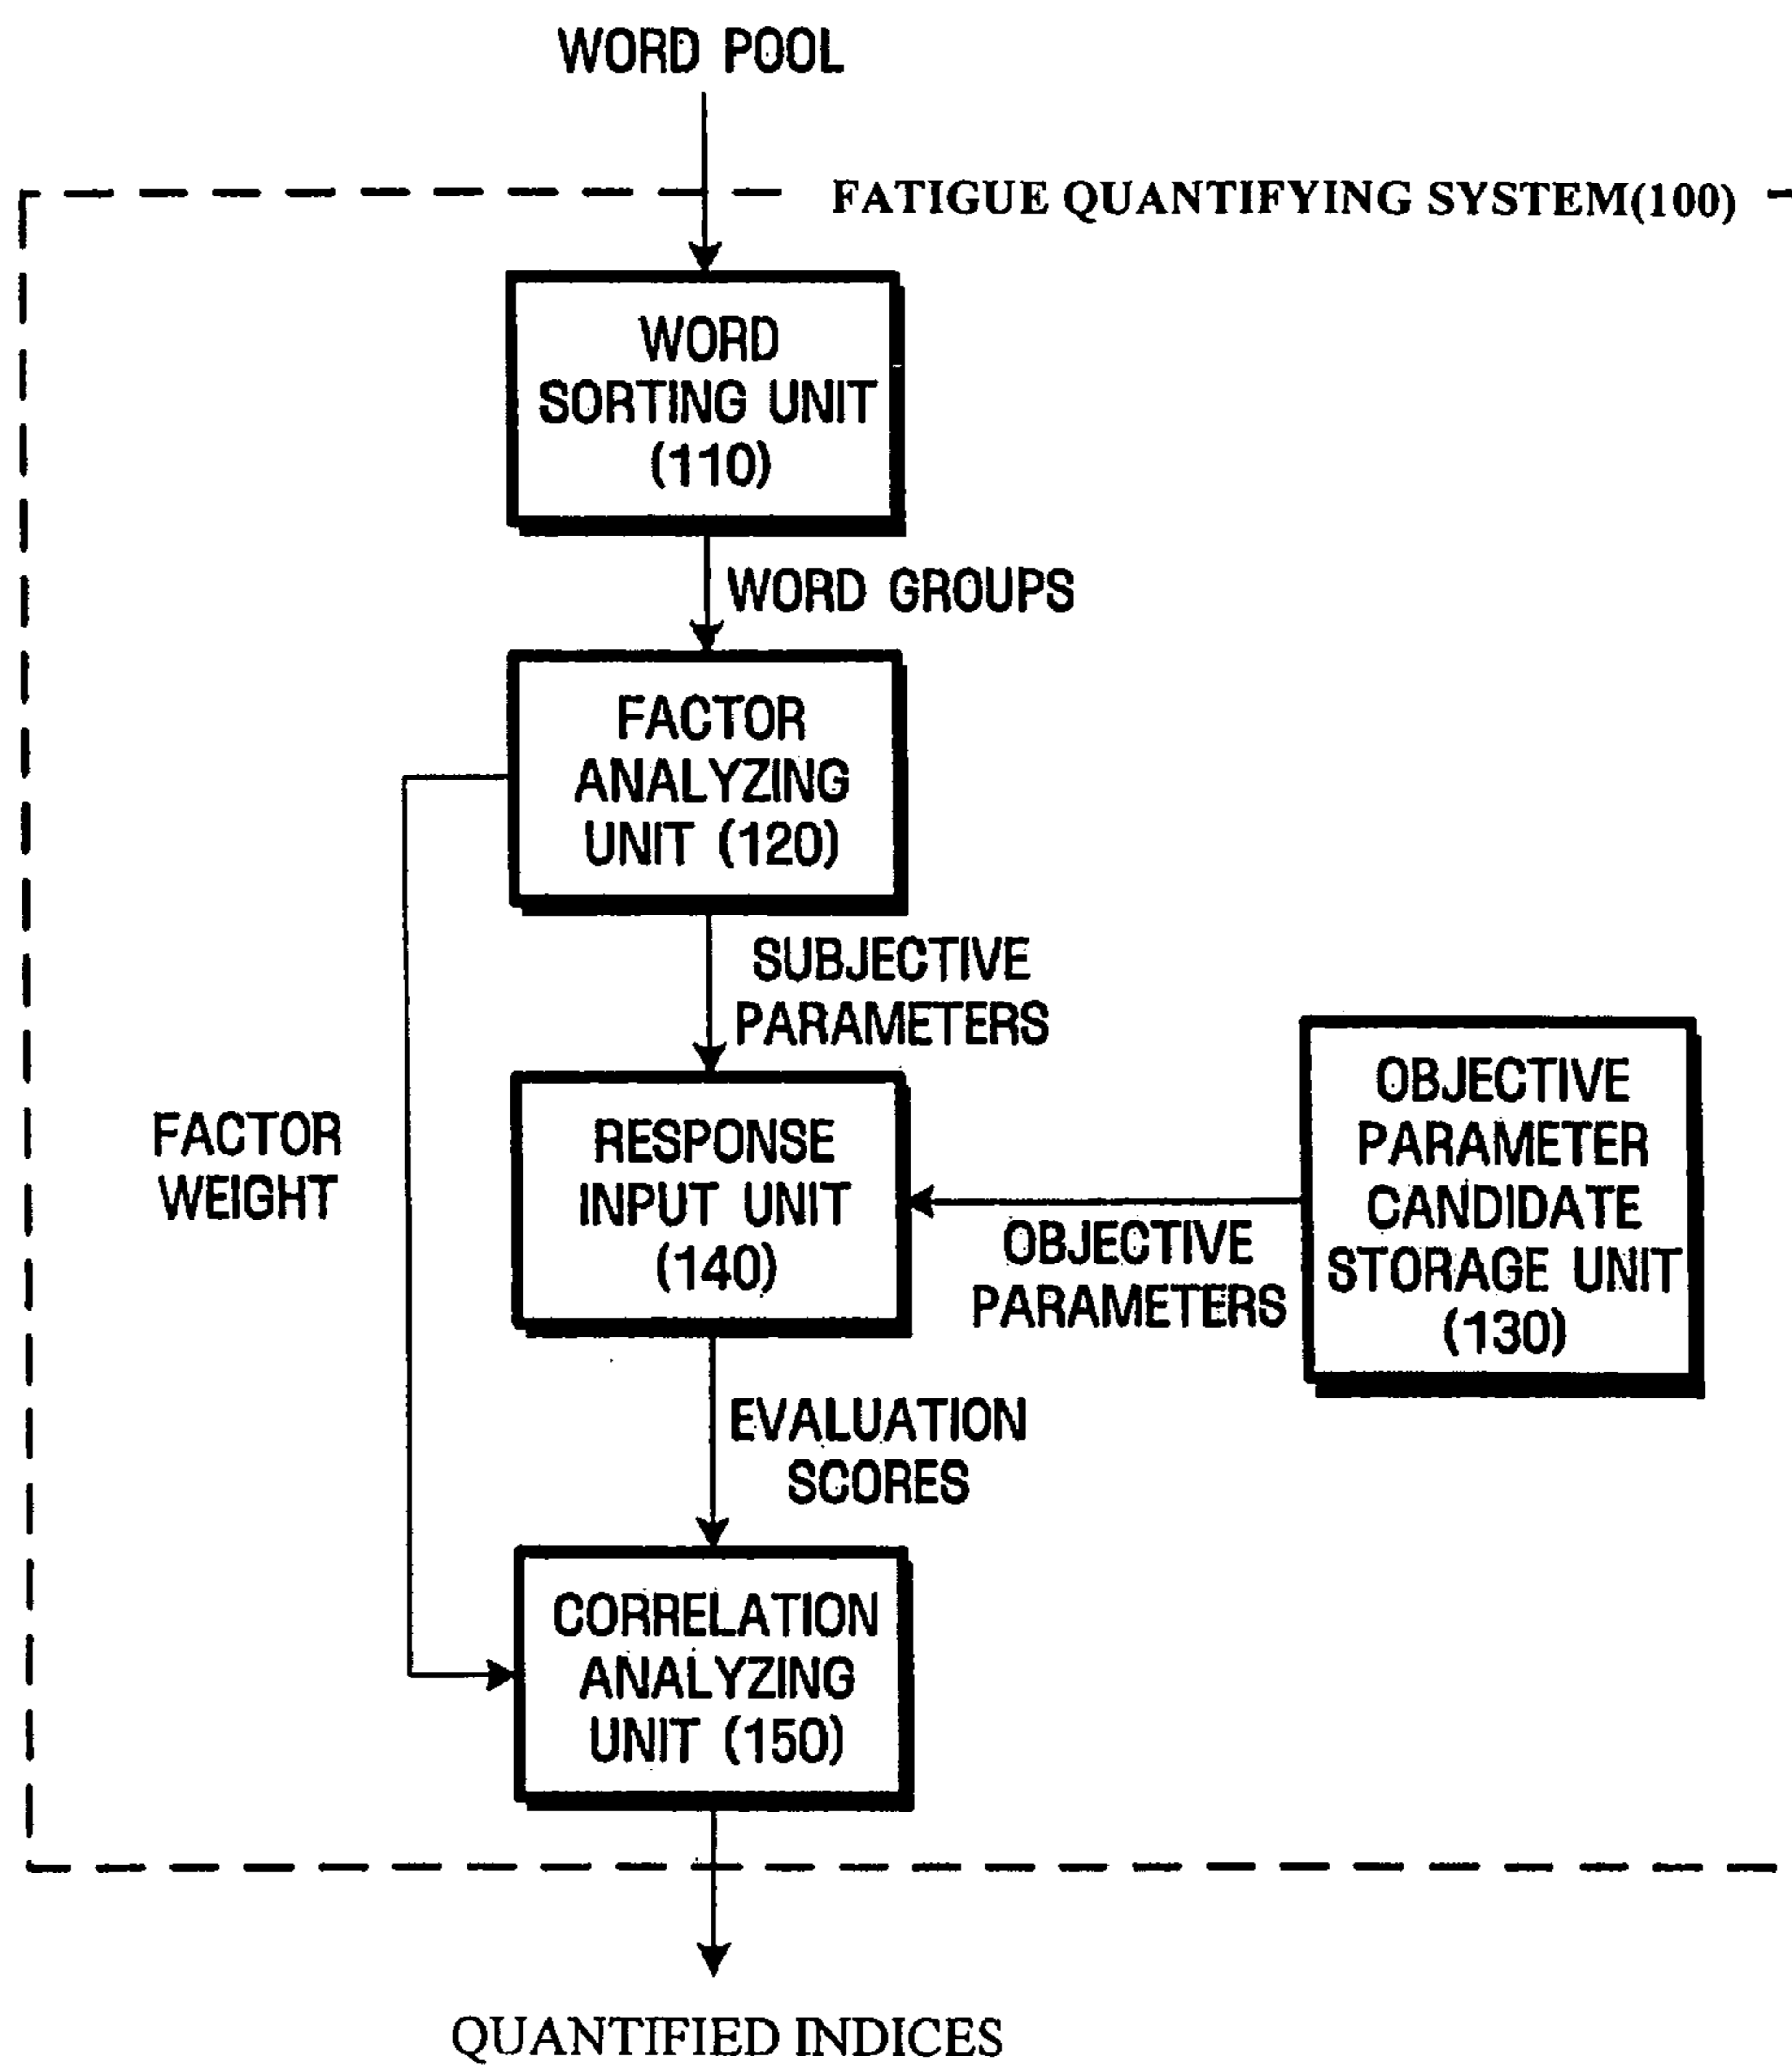 WORD POOL
FATIGUE QUANTIFYING SYSTEM(100)
WORD
SORTING UNIT
(110)
WORD GROUPS
FACTOR
ANALYZING
UNIT (120)
SUBJECTIVE
PARAMETERS
FACTOR
WEIGHT
RESPONSE
INPUT UNIT
(140)
OBJECTIVE
PARAMETERS
OBJECTIVE
PARAMETER
CANDIDATE
STORAGE UNIT
(130)
EVALUATION
SCORES
CORRELATION
ANALYZING
UNIT (150)
QUANTIFIED INDICES